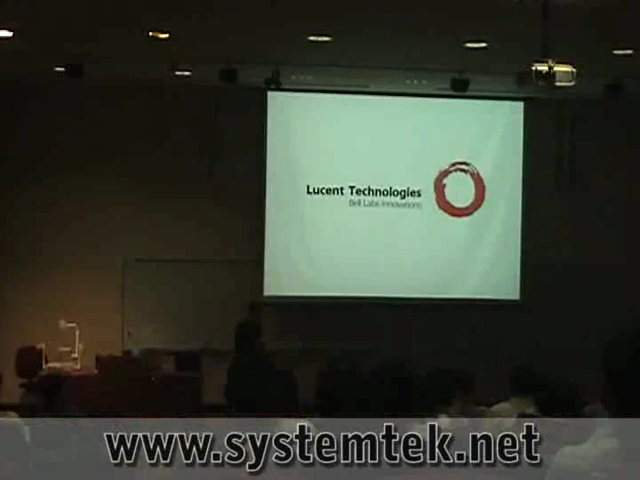 Lucent Technologies
Bell Labs Innovations
www.systemtek.net